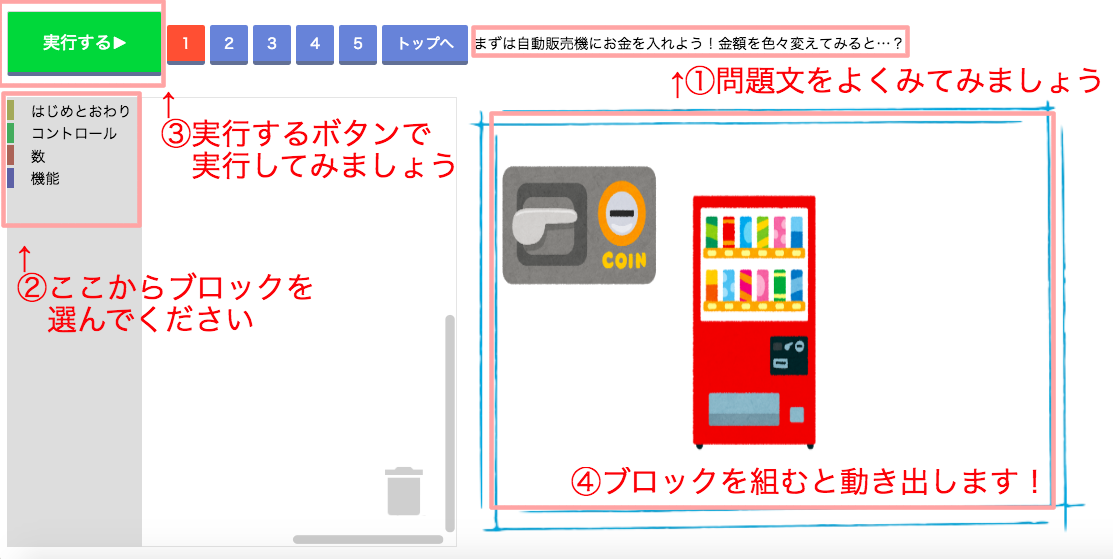 実行する▶
1
2
3
4
5
トップへ
まずは自動販売機にお金を入れよう！金額を色々変えてみると…？
↑①問題文をよくみてみましょう
はじめとおわり
コントロール
数
機能
↑
③実行するボタンで
実行してみましょう
↑
②ここからブロックを
選んでください
COIN
④ブロックを組むと動き出します！